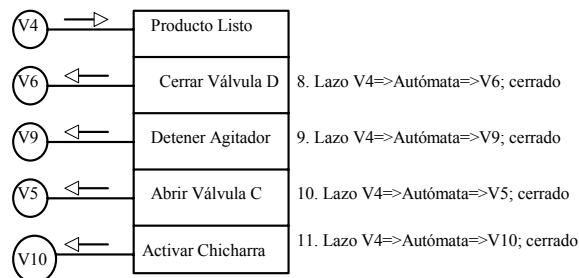 V4 Producto Listo
V6 Cerrar Válvula D 8. Lazo V4=>Autómata=>V6; cerrado
V9 Detener Agitador 9. Lazo V4=>Autómata=>V9; cerrado
V5 Abrir Válvula C 10. Lazo V4=>Autómata=>V5; cerrado
V10 Activar Chicharra 11. Lazo V4=>Autómata=>V10; cerrado